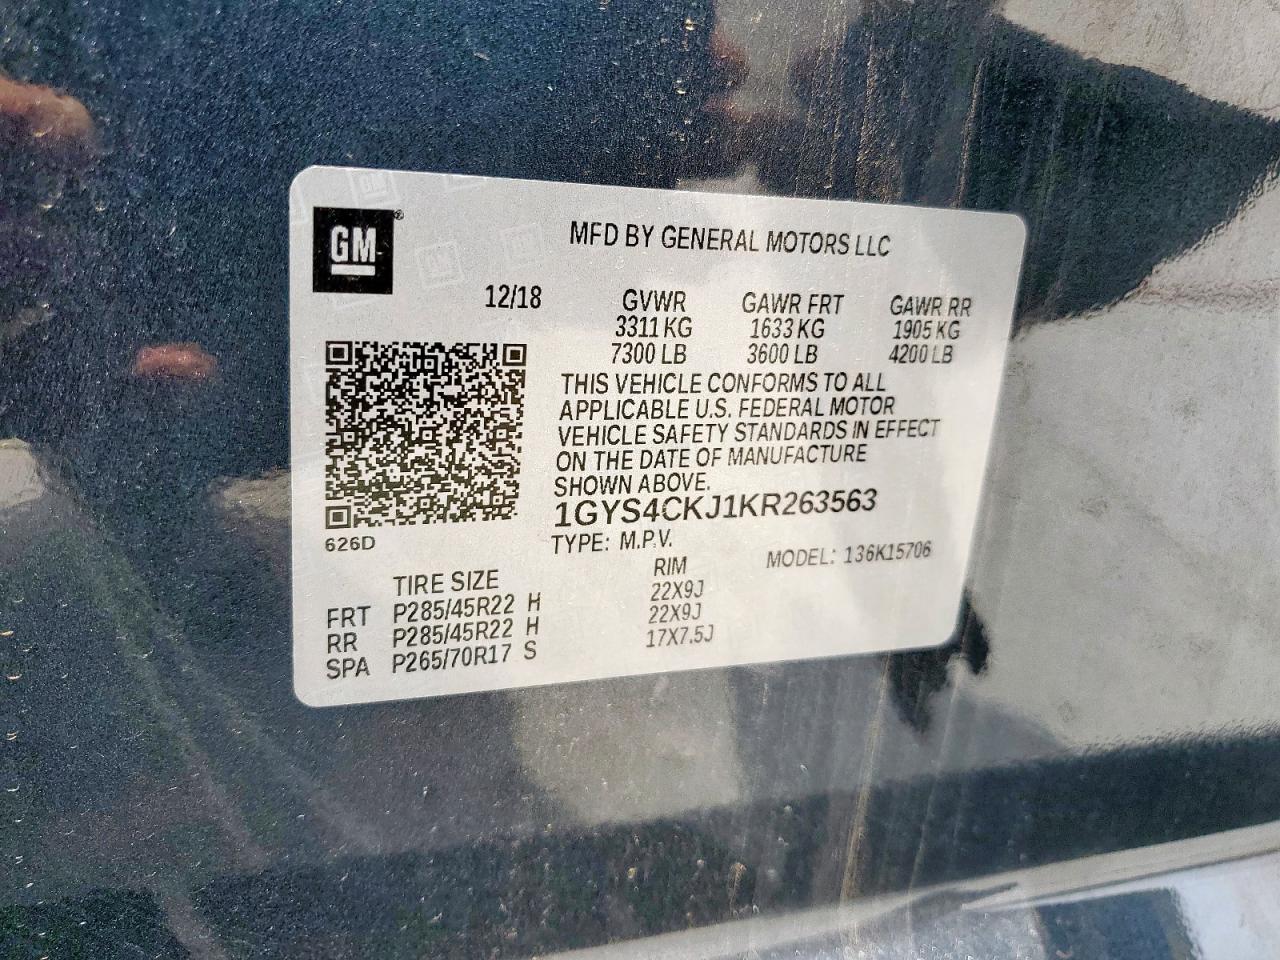 GM
MFD BY GENERAL MOTORS LLC
12/18 GVWR GAWR FRT GAWR RR
3311 KG 1633 KG 1905 KG
7300 LB 3600 LB 4200 LB
THIS VEHICLE CONFORMS TO ALL
APPLICABLE U.S. FEDERAL MOTOR
VEHICLE SAFETY STANDARDS IN EFFECT
ON THE DATE OF MANUFACTURE
SHOWN ABOVE.
1GYS4CKJ1KR263563
626D
TYPE: M.P.V. MODEL: 136K15706
TIRE SIZE RIM
FRT P285/45R22 H 22X9J
RR P285/45R22 H 22X9J
SPA P265/70R17 S 17X7.5J